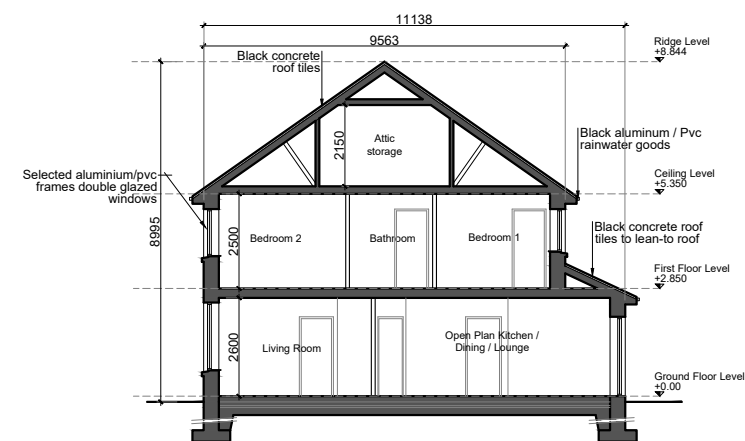 11138
9563
Ridge Level
+8.844
Black concrete
roof tiles
Attic
storage
2150
Black aluminum / Pvc
rainwater goods
Selected aluminium/pvc
frames double glazed
windows
Ceiling Level
+5.350
8995
2500
Bedroom 2
Bathroom
Bedroom 1
Black concrete roof
tiles to lean-to roof
First Floor Level
+2.850
2600
Living Room
Open Plan Kitchen /
Dining / Lounge
Ground Floor Level
+0.00